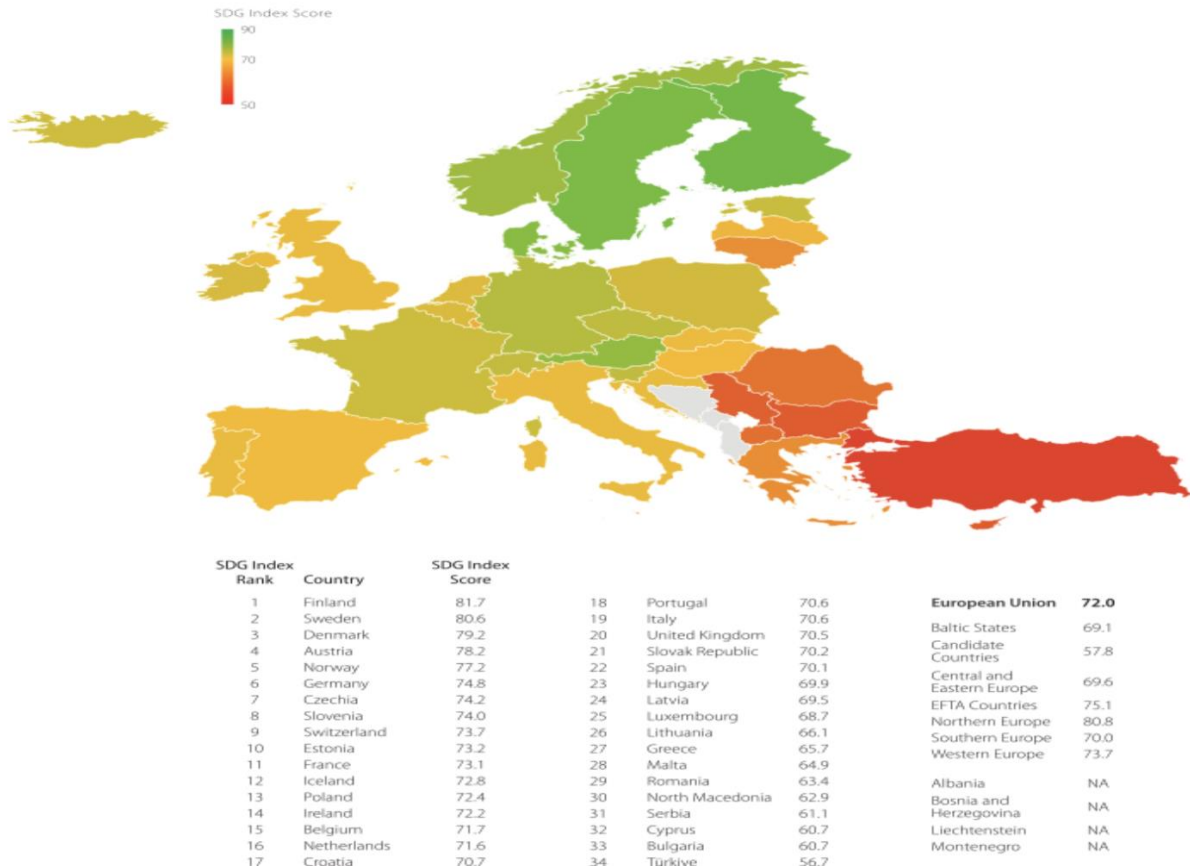 SDG Index Score
90
70
50
SDG Index Rank Country SDG Index Score
1 Finland 81.7
2 Sweden 80.6
3 Denmark 79.2
4 Austria 78.2
5 Norway 77.2
6 Germany 74.8
7 Czechia 74.2
8 Slovenia 74.0
9 Switzerland 73.7
10 Estonia 73.2
11 France 73.1
12 Iceland 72.8
13 Poland 72.4
14 Ireland 72.2
15 Belgium 71.7
16 Netherlands 71.6
17 Croatia 70.7
18 Portugal 70.6
19 Italy 70.6
20 United Kingdom 70.5
21 Slovak Republic 70.2
22 Spain 70.1
23 Hungary 69.9
24 Latvia 69.5
25 Luxembourg 68.7
26 Lithuania 66.1
27 Greece 65.7
28 Malta 64.9
29 Romania 63.4
30 North Macedonia 62.9
31 Serbia 61.1
32 Cyprus 60.7
33 Bulgaria 60.7
34 Türkiye 56.7
European Union 72.0
Baltic States 69.1
Candidate
Countries 57.8
Central and
Eastern Europe 69.6
EFTA Countries 75.1
Northern Europe 80.8
Southern Europe 70.0
Western Europe 73.7
Albania NA
Bosnia and
Herzegovina NA
Liechtenstein NA
Montenegro NA